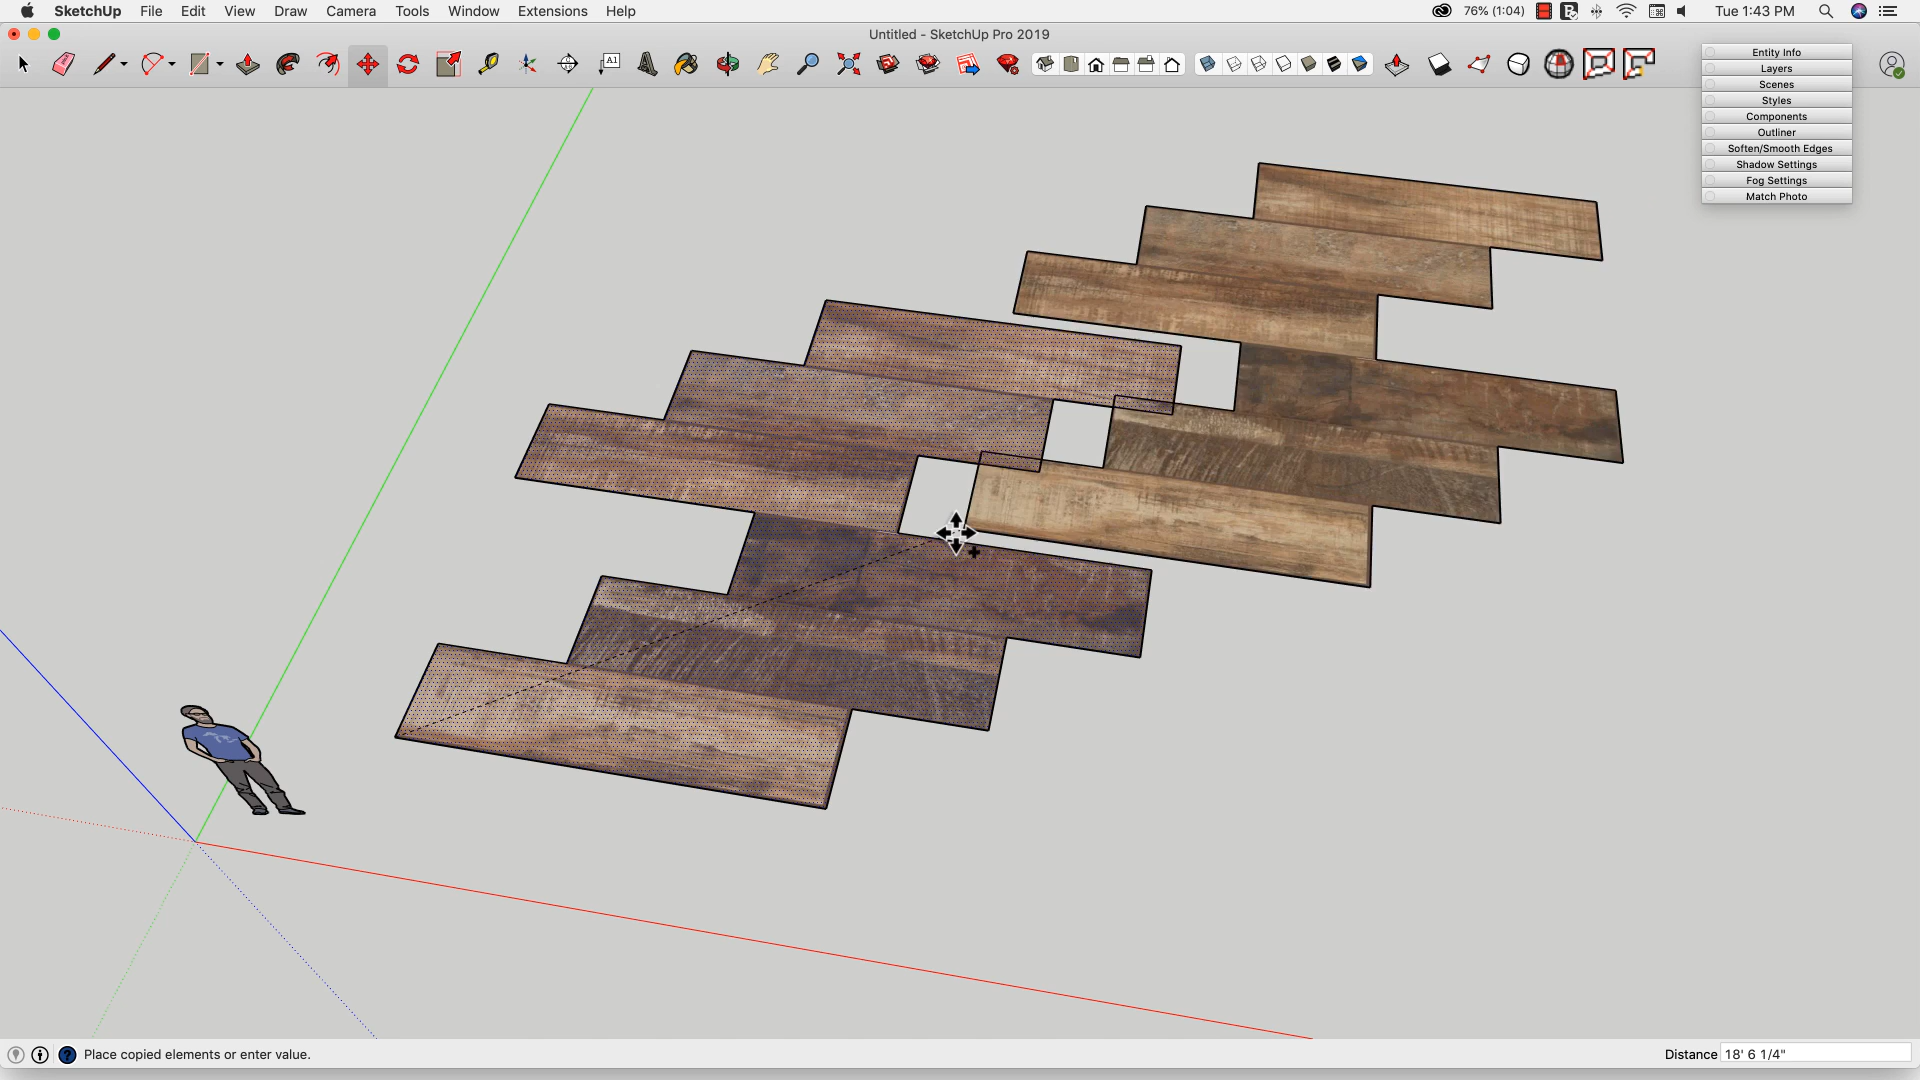 SketchUp File Edit View Draw Camera Tools Window Extensions Help 76% (1:04) Tue 1:43 PM
Untitled - SketchUp Pro 2019
A1
Entity Info
Layers
Scenes
Styles
Components
Outliner
Soften/Smooth Edges
Shadow Settings
Fog Settings
Match Photo
Place copied elements or enter value. Distance 18' 6 1/4"